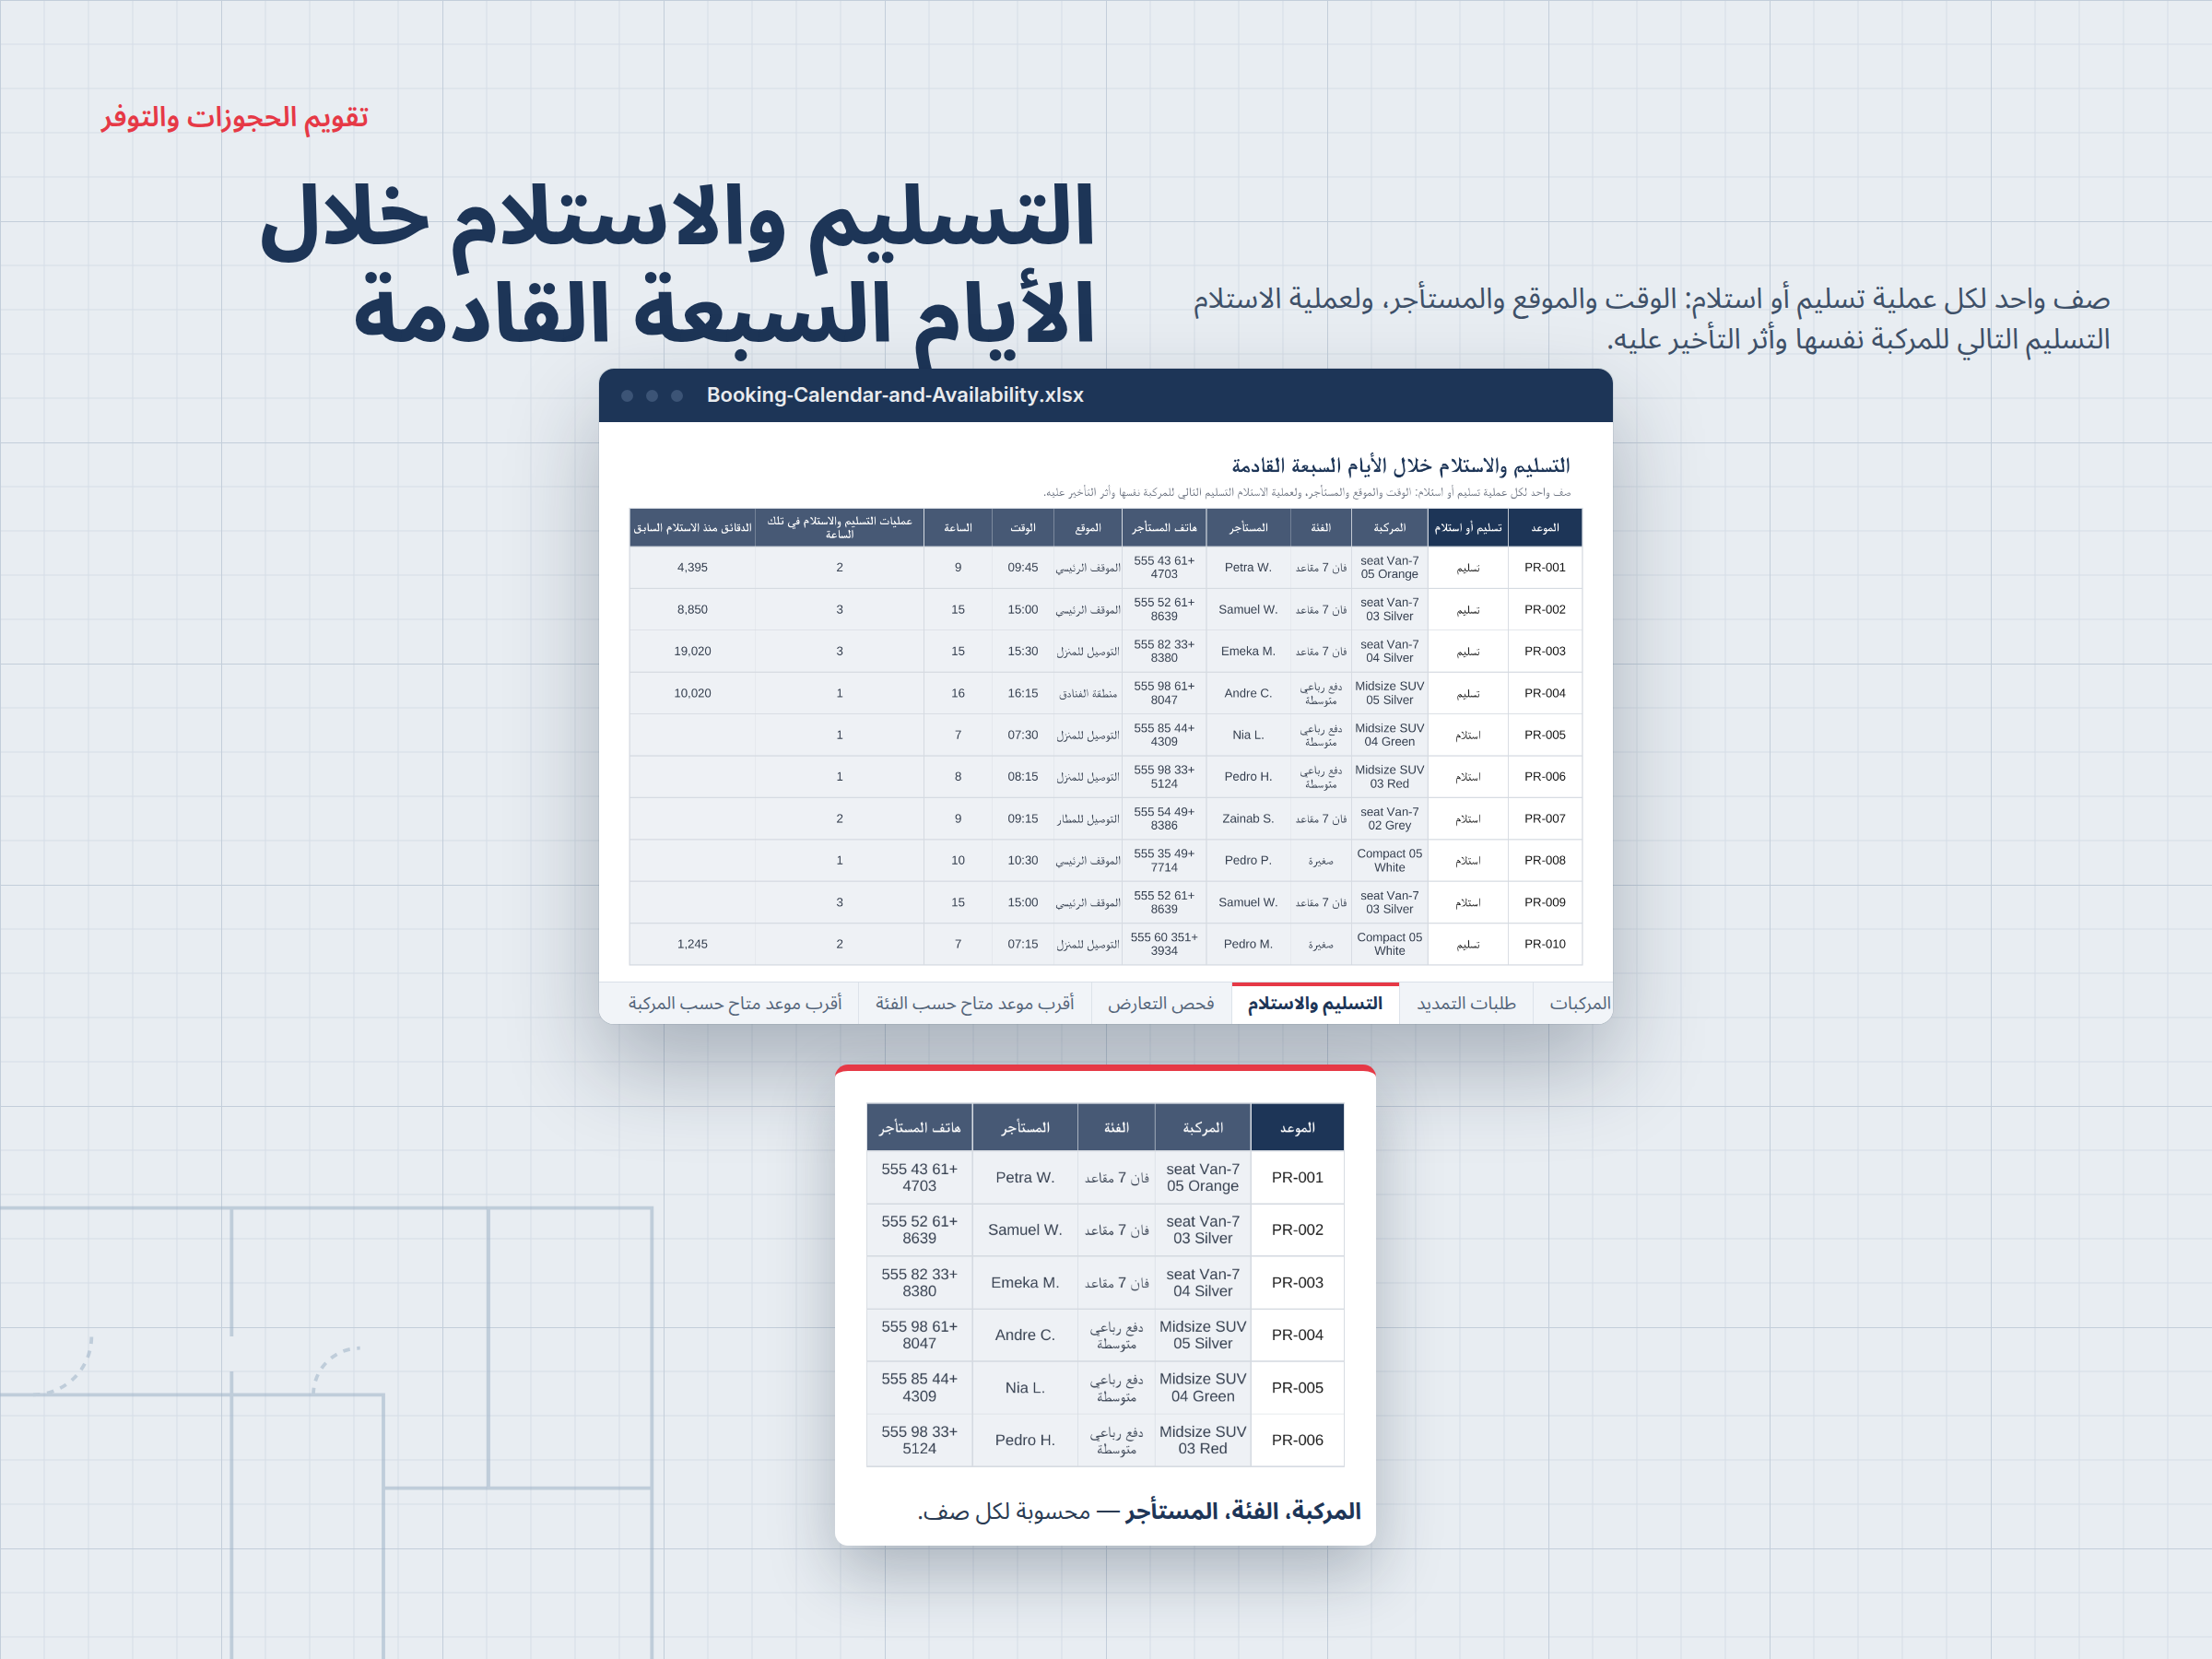 تقويم الحجوزات والتوفر
التسليم والاستلام خلال
الأيام السبعة القادمة
صف واحد لكل عملية تسليم أو استلام: الوقت والموقع والمستأجر، ولعملية الاستلام
التسليم التالي للمركبة نفسها وأثر التأخير عليه.
Booking-Calendar-and-Availability.xlsx
التسليم والاستلام خلال الأيام السبعة القادمة
صف واحد لكل عملية تسليم أو استلام: الوقت والموقع والمستأجر، ولعملية الاستلام التسليم التالي للمركبة نفسها وأثر التأخير عليه.
الموعد تسليم أو استلام المركبة الفئة المستأجر هاتف المستأجر الموقع الوقت الساعة عمليات التسليم والاستلام في تلك الساعة الدقائق منذ الاستلام السابق
PR-001 تسليم seat Van-7 05 Orange فان 7 مقاعد Petra W. 555 43 61+ 4703 الموقف الرئيسي 09:45 9 2 4,395
PR-002 تسليم seat Van-7 03 Silver فان 7 مقاعد Samuel W. 555 52 61+ 8639 الموقف الرئيسي 15:00 15 3 8,850
PR-003 تسليم seat Van-7 04 Silver فان 7 مقاعد Emeka M. 555 82 33+ 8380 التوصيل للمنزل 15:30 15 3 19,020
PR-004 تسليم Midsize SUV 05 Silver دفع رباعي متوسطة Andre C. 555 98 61+ 8047 منطقة الفنادق 16:15 16 1 10,020
PR-005 استلام Midsize SUV 04 Green دفع رباعي متوسطة Nia L. 555 85 44+ 4309 التوصيل للمنزل 07:30 7 1
PR-006 استلام Midsize SUV 03 Red دفع رباعي متوسطة Pedro H. 555 98 33+ 5124 التوصيل للمنزل 08:15 8 1
PR-007 استلام seat Van-7 02 Grey فان 7 مقاعد Zainab S. 555 54 49+ 8386 التوصيل للمطار 09:15 9 2
PR-008 استلام Compact 05 White صغيرة Pedro P. 555 35 49+ 7714 الموقف الرئيسي 10:30 10 1
PR-009 استلام seat Van-7 03 Silver فان 7 مقاعد Samuel W. 555 52 61+ 8639 الموقف الرئيسي 15:00 15 3
PR-010 تسليم Compact 05 White صغيرة Pedro M. 555 60 351+ 3934 التوصيل للمنزل 07:15 7 2 1,245
المركبات طلبات التمديد التسليم والاستلام فحص التعارض أقرب موعد متاح حسب الفئة أقرب موعد متاح حسب المركبة
الموعد المركبة الفئة المستأجر هاتف المستأجر
PR-001 seat Van-7 05 Orange فان 7 مقاعد Petra W. 555 43 61+ 4703
PR-002 seat Van-7 03 Silver فان 7 مقاعد Samuel W. 555 52 61+ 8639
PR-003 seat Van-7 04 Silver فان 7 مقاعد Emeka M. 555 82 33+ 8380
PR-004 Midsize SUV 05 Silver دفع رباعي متوسطة Andre C. 555 98 61+ 8047
PR-005 Midsize SUV 04 Green دفع رباعي متوسطة Nia L. 555 85 44+ 4309
PR-006 Midsize SUV 03 Red دفع رباعي متوسطة Pedro H. 555 98 33+ 5124
المركبة، الفئة، المستأجر — محسوبة لكل صف.